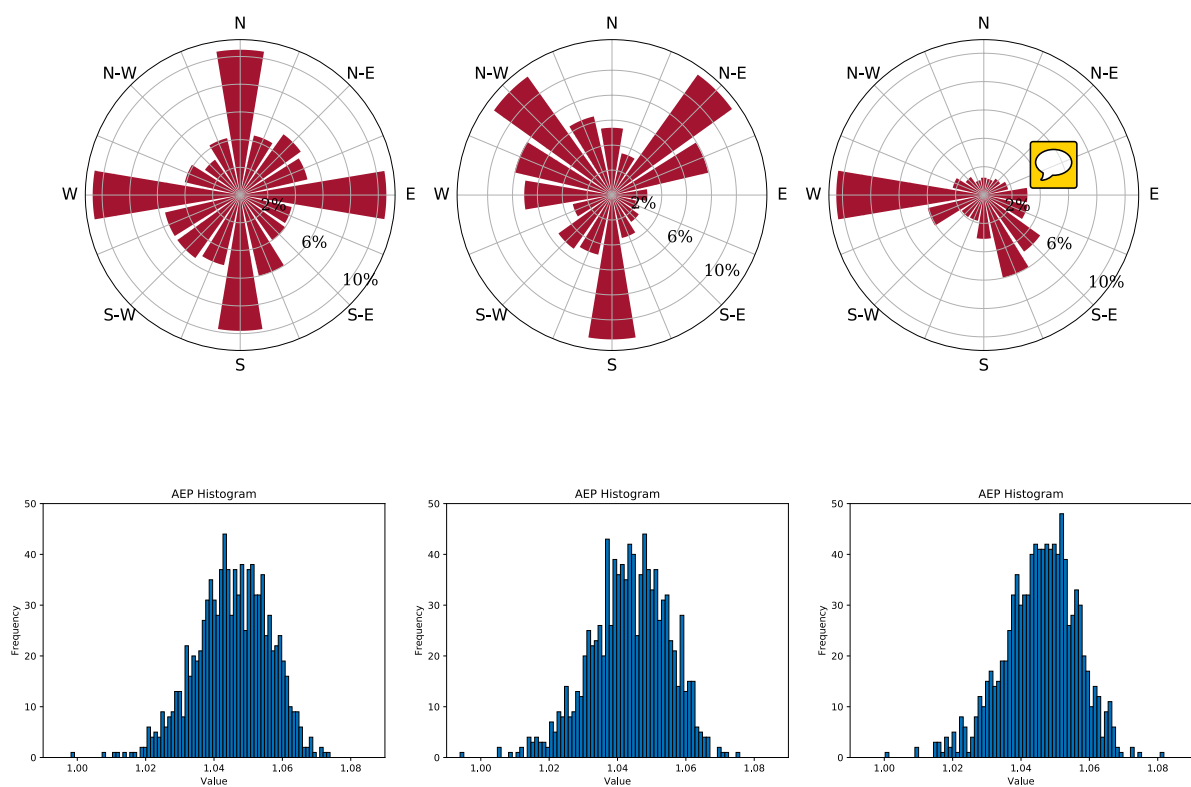 N N N
N-W N-E N-W N-E N-W N-E
W E W E W E
2% 2% 2%
6% 6% 6%
10% 10% 10%
S-W S-E S-W S-E S-W S-E
S S S
AEP Histogram
50
40
30
20
10
0
Frequency
1.00 1.02 1.04 1.06 1.08
Value
AEP Histogram
50
40
30
20
10
0
Frequency
1.00 1.02 1.04 1.06 1.08
Value
AEP Histogram
50
40
30
20
10
0
Frequency
1.00 1.02 1.04 1.06 1.08
Value